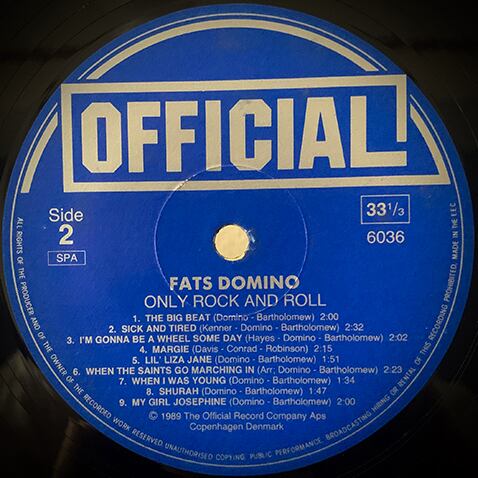 OFFICIAL
Side
2
SPA
33 1/3
6036
FATS DOMINO
ONLY ROCK AND ROLL
1. THE BIG BEAT (Domino - Bartholomew) 2:00
2. SICK AND TIRED (Kenner - Domino - Bartholomew) 2:32
3. I'M GONNA BE A WHEEL SOME DAY (Hayes - Domino - Bartholomew) 2:02
4. MARGIE (Davis - Conrad - Robinson) 2:15
5. LIL' LIZA JANE (Domino - Bartholomew) 1:51
6. WHEN THE SAINTS GO MARCHING IN (Arr; Domino - Bartholomew) 2:23
7. WHEN I WAS YOUNG (Domino - Bartholomew) 1:34
8. SHURAH (Domino - Bartholomew) 1:47
9. MY GIRL JOSEPHINE (Domino - Bartholomew) 2:00
© 1989 The Official Record Company Aps
Copenhagen Denmark
ALL RIGHTS OF THE PRODUCER AND OF THE OWNER OF THE RECORDED WORK RESERVED. UNAUTHORISED COPYING. PUBLIC PERFORMANCE. BROADCASTING. HIRING OR RENTAL OF THIS RECORDING PROHIBITED. MADE IN THE E.E.C.